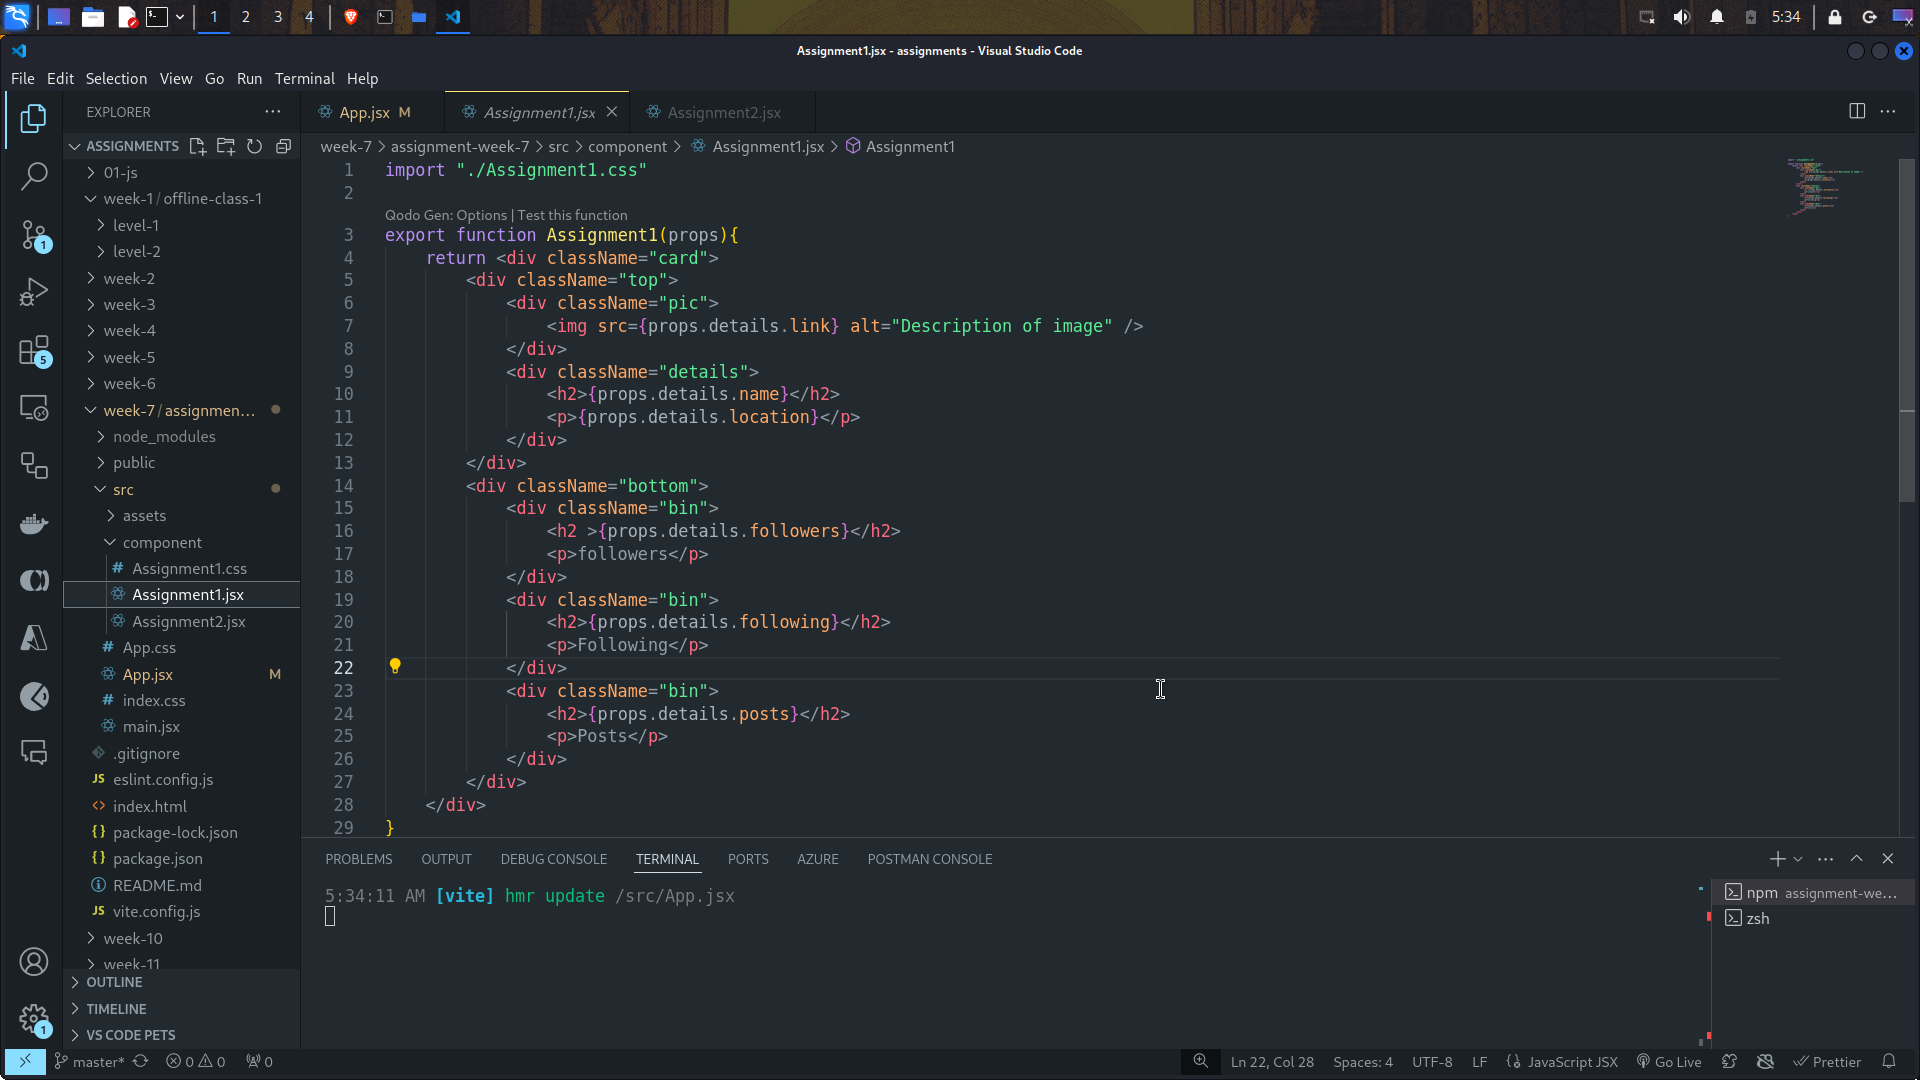 1 2 3 4 5:34
Assignment1.jsx - assignments - Visual Studio Code
File Edit Selection View Go Run Terminal Help
EXPLORER
ASSIGNMENTS
01-js
week-1 / offline-class-1
level-1
level-2
week-2
week-3
week-4
week-5
week-6
week-7 / assignmen...
node_modules
public
src
assets
component
# Assignment1.css
Assignment1.jsx
Assignment2.jsx
# App.css
App.jsx M
# index.css
main.jsx
.gitignore
JS eslint.config.js
<> index.html
{} package-lock.json
{} package.json
README.md
JS vite.config.js
week-10
week-11
OUTLINE
TIMELINE
VS CODE PETS
1
5
1
App.jsx M Assignment1.jsx Assignment2.jsx
week-7 > assignment-week-7 > src > component > Assignment1.jsx > Assignment1
1 import "./Assignment1.css"
2
Qodo Gen: Options | Test this function
3 export function Assignment1(props){
4 return <div className="card">
5 <div className="top">
6 <div className="pic">
7 <img src={props.details.link} alt="Description of image" />
8 </div>
9 <div className="details">
10 <h2>{props.details.name}</h2>
11 <p>{props.details.location}</p>
12 </div>
13 </div>
14 <div className="bottom">
15 <div className="bin">
16 <h2 >{props.details.followers}</h2>
17 <p>followers</p>
18 </div>
19 <div className="bin">
20 <h2>{props.details.following}</h2>
21 <p>Following</p>
22 </div>
23 <div className="bin">
24 <h2>{props.details.posts}</h2>
25 <p>Posts</p>
26 </div>
27 </div>
28 </div>
29 }
PROBLEMS OUTPUT DEBUG CONSOLE TERMINAL PORTS AZURE POSTMAN CONSOLE
5:34:11 AM [vite] hmr update /src/App.jsx
npm assignment-we...
zsh
master* 0 0 0 Ln 22, Col 28 Spaces: 4 UTF-8 LF {} JavaScript JSX Go Live Prettier